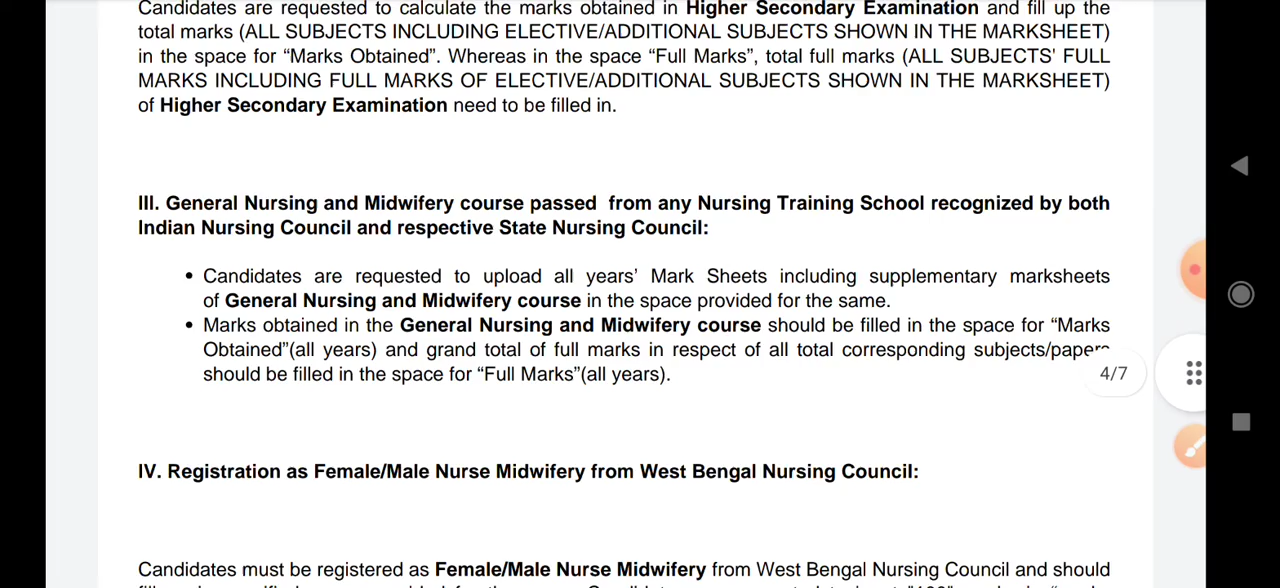 Candidates are requested to calculate the marks obtained in Higher Secondary Examination and fill up the
total marks (ALL SUBJECTS INCLUDING ELECTIVE/ADDITIONAL SUBJECTS SHOWN IN THE MARKSHEET)
in the space for “Marks Obtained”. Whereas in the space “Full Marks”, total full marks (ALL SUBJECTS' FULL
MARKS INCLUDING FULL MARKS OF ELECTIVE/ADDITIONAL SUBJECTS SHOWN IN THE MARKSHEET)
of Higher Secondary Examination need to be filled in.
III. General Nursing and Midwifery course passed from any Nursing Training School recognized by both
Indian Nursing Council and respective State Nursing Council:
• Candidates are requested to upload all years’ Mark Sheets including supplementary marksheets
of General Nursing and Midwifery course in the space provided for the same.
• Marks obtained in the General Nursing and Midwifery course should be filled in the space for “Marks
Obtained”(all years) and grand total of full marks in respect of all total corresponding subjects/papers
should be filled in the space for “Full Marks”(all years).
4/7
IV. Registration as Female/Male Nurse Midwifery from West Bengal Nursing Council:
Candidates must be registered as Female/Male Nurse Midwifery from West Bengal Nursing Council and should